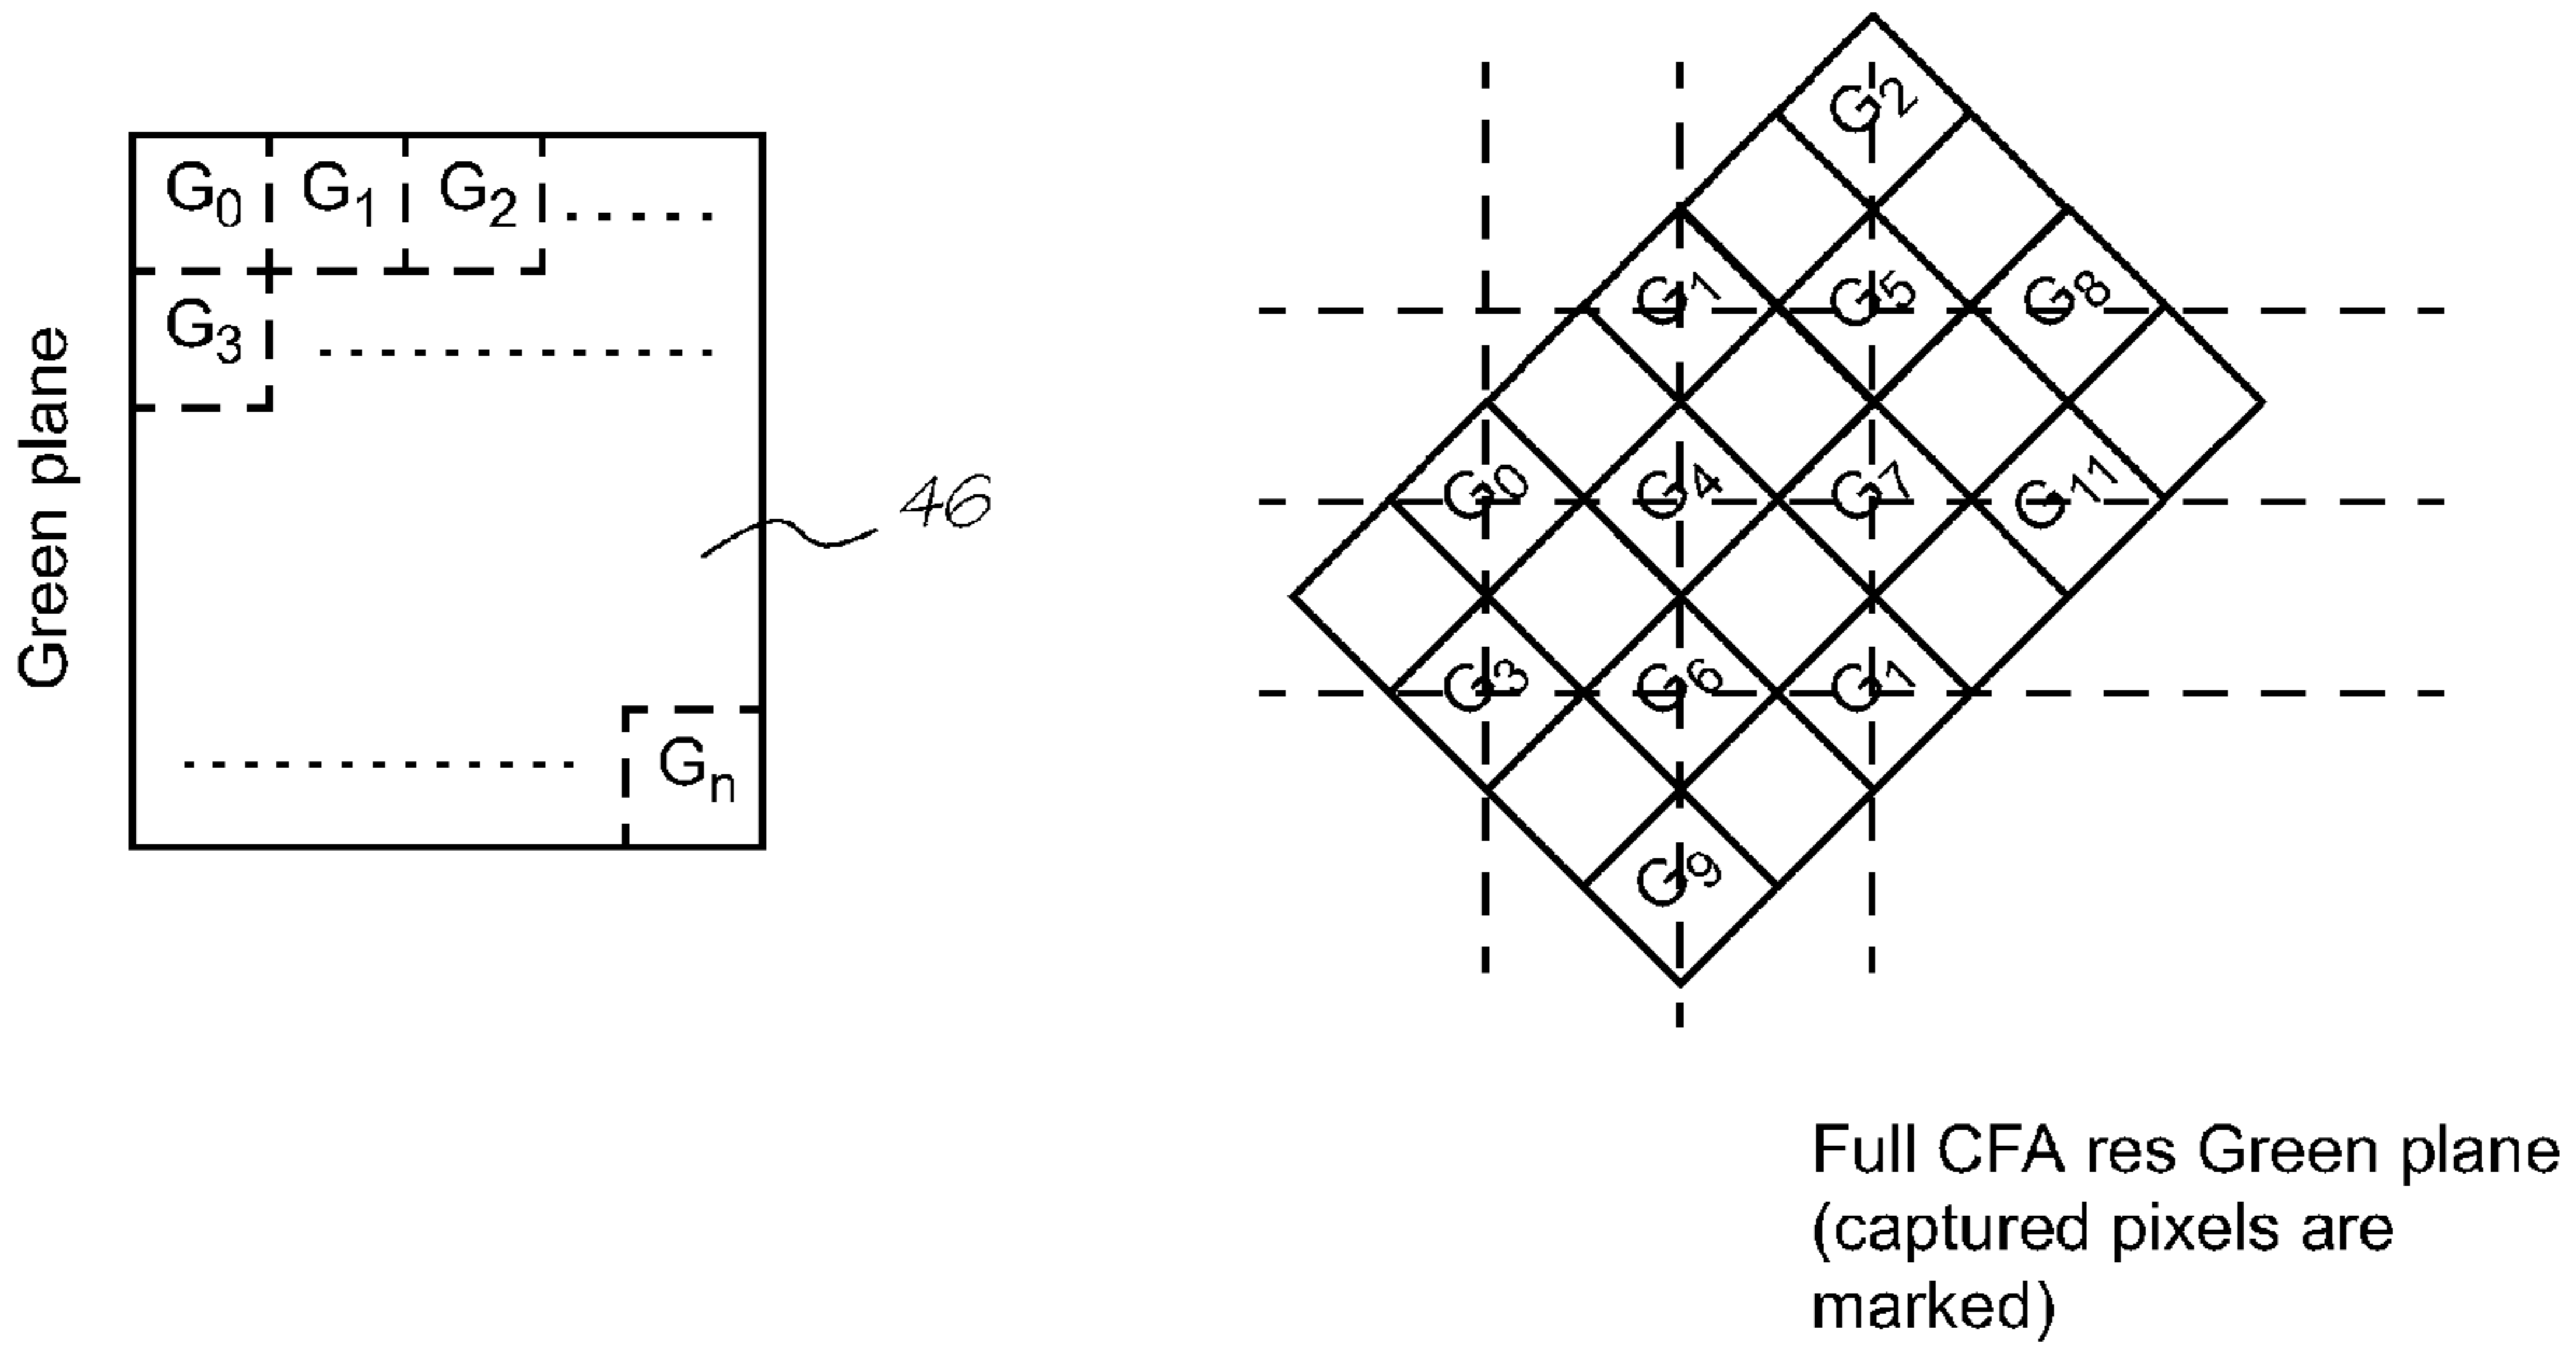 Green plane
G0 G1 G2 ......
G3 ..............
.............. Gn
46
G2
G1 G5 G8
G0 G4 G7 G11
G3 G6 G1
G9
Full CFA res Green plane
(captured pixels are
marked)